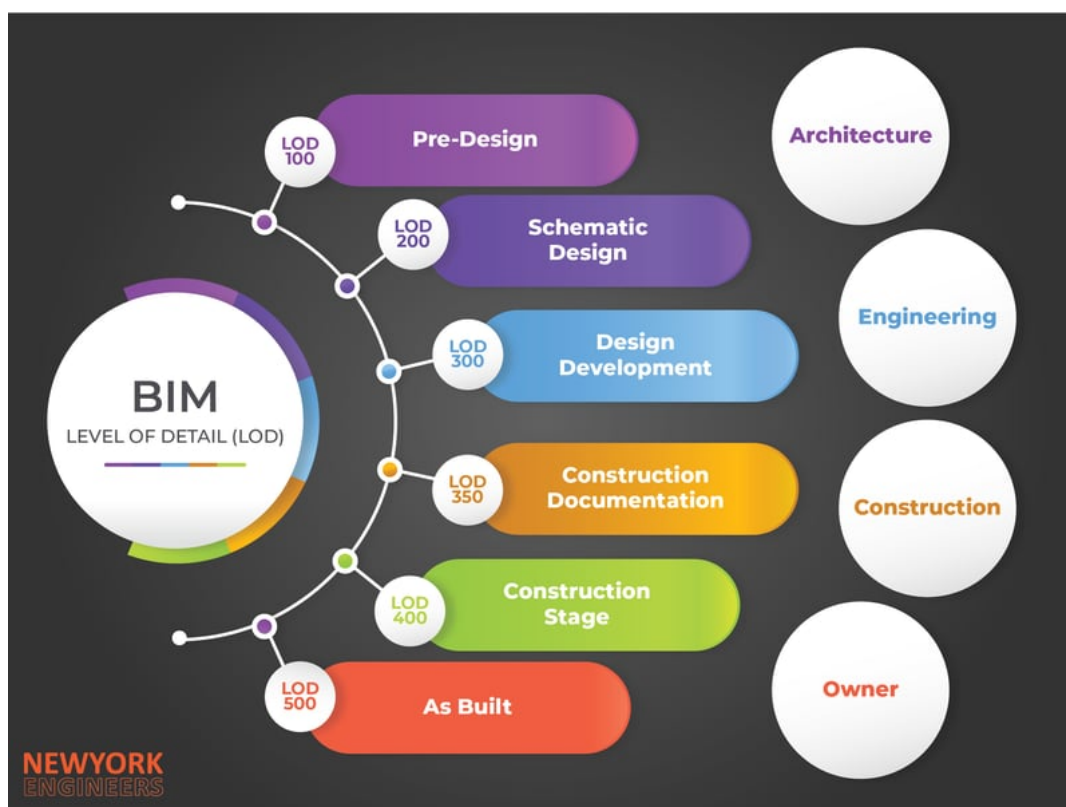 LOD
100
Pre-Design
Architecture
LOD
200
Schematic
Design
Engineering
LOD
300
Design
Development
BIM
LEVEL OF DETAIL (LOD)
LOD
350
Construction
Documentation
Construction
LOD
400
Construction
Stage
LOD
500
As Built
Owner
NEWYORK
ENGINEERS